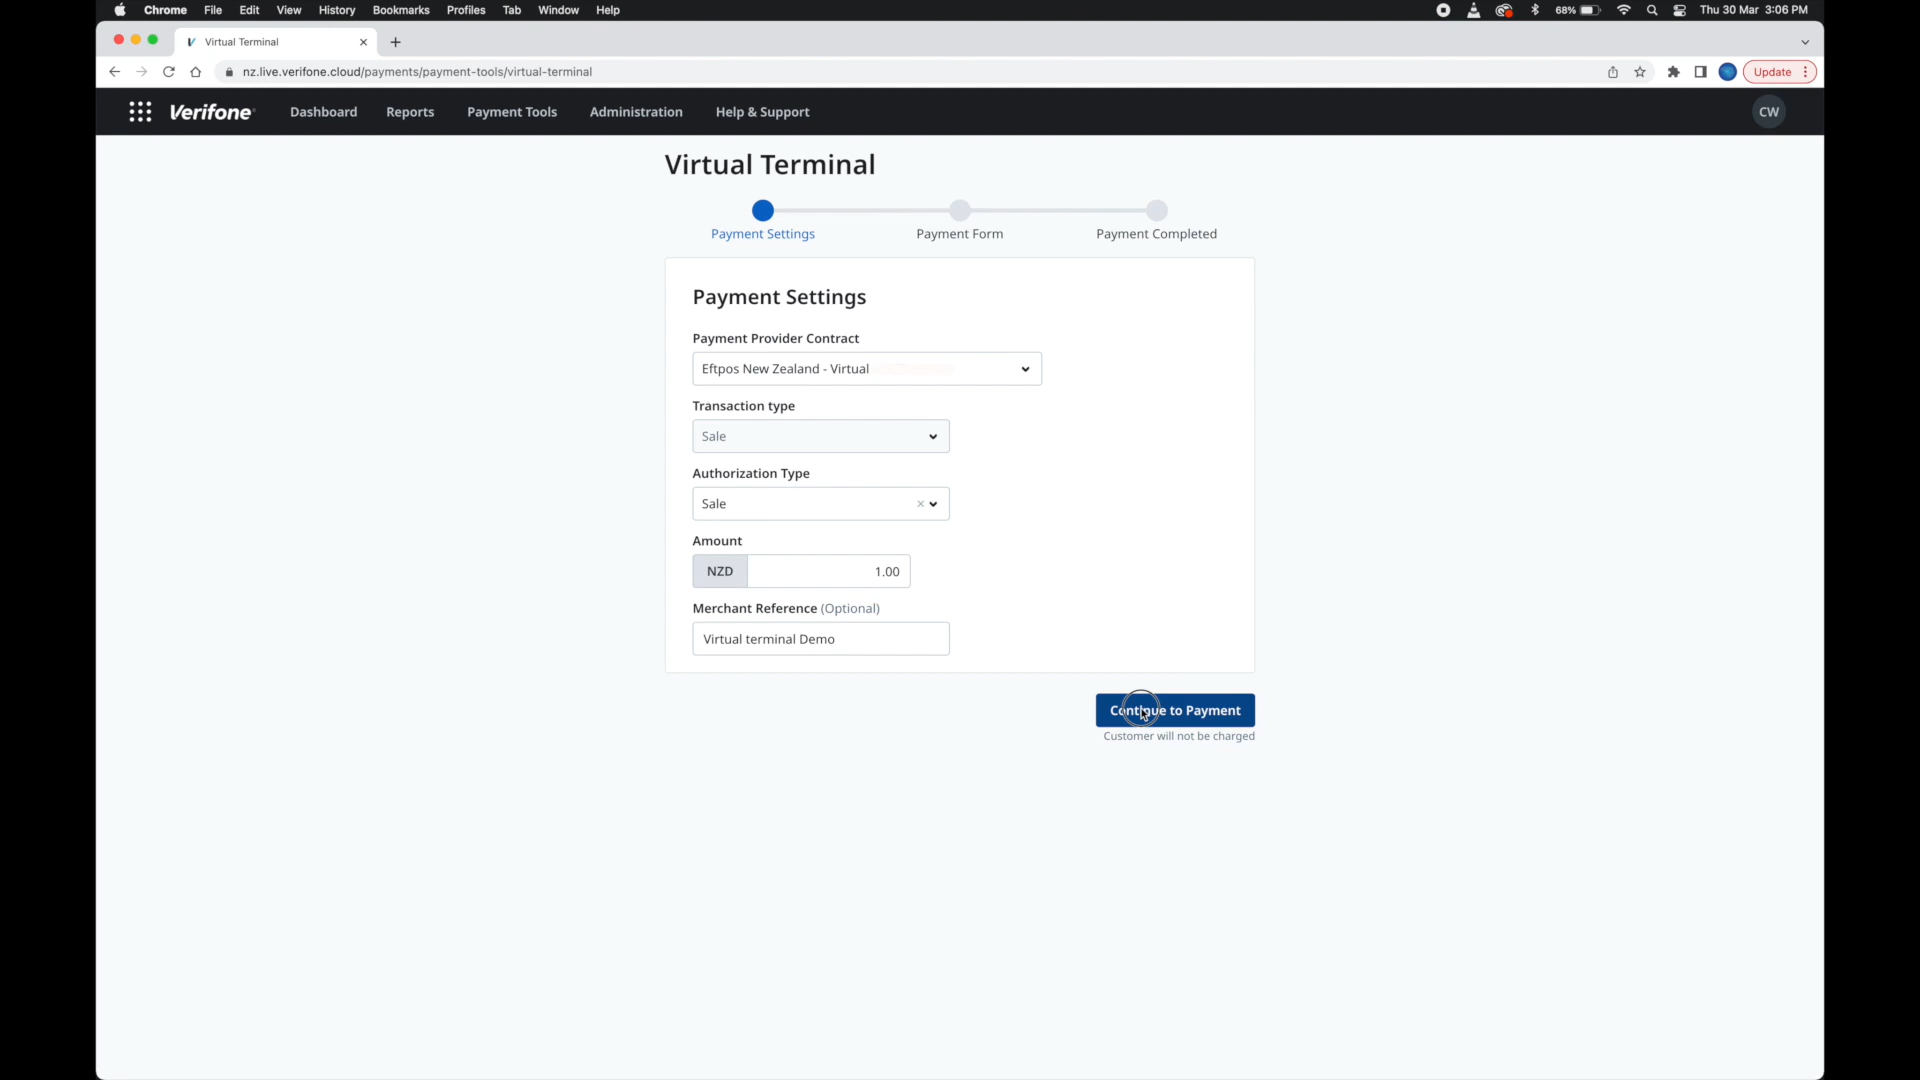 Chrome File Edit View History Bookmarks Profiles Tab Window Help 68% Thu 30 Mar 3:06 PM
Virtual Terminal
nz.live.verifone.cloud/payments/payment-tools/virtual-terminal Update
Verifone Dashboard Reports Payment Tools Administration Help & Support CW
Virtual Terminal
Payment Settings Payment Form Payment Completed
Payment Settings
Payment Provider Contract
Eftpos New Zealand - Virtual
Transaction type
Sale
Authorization Type
Sale
Amount
NZD 1.00
Merchant Reference (Optional)
Virtual terminal Demo
Continue to Payment
Customer will not be charged